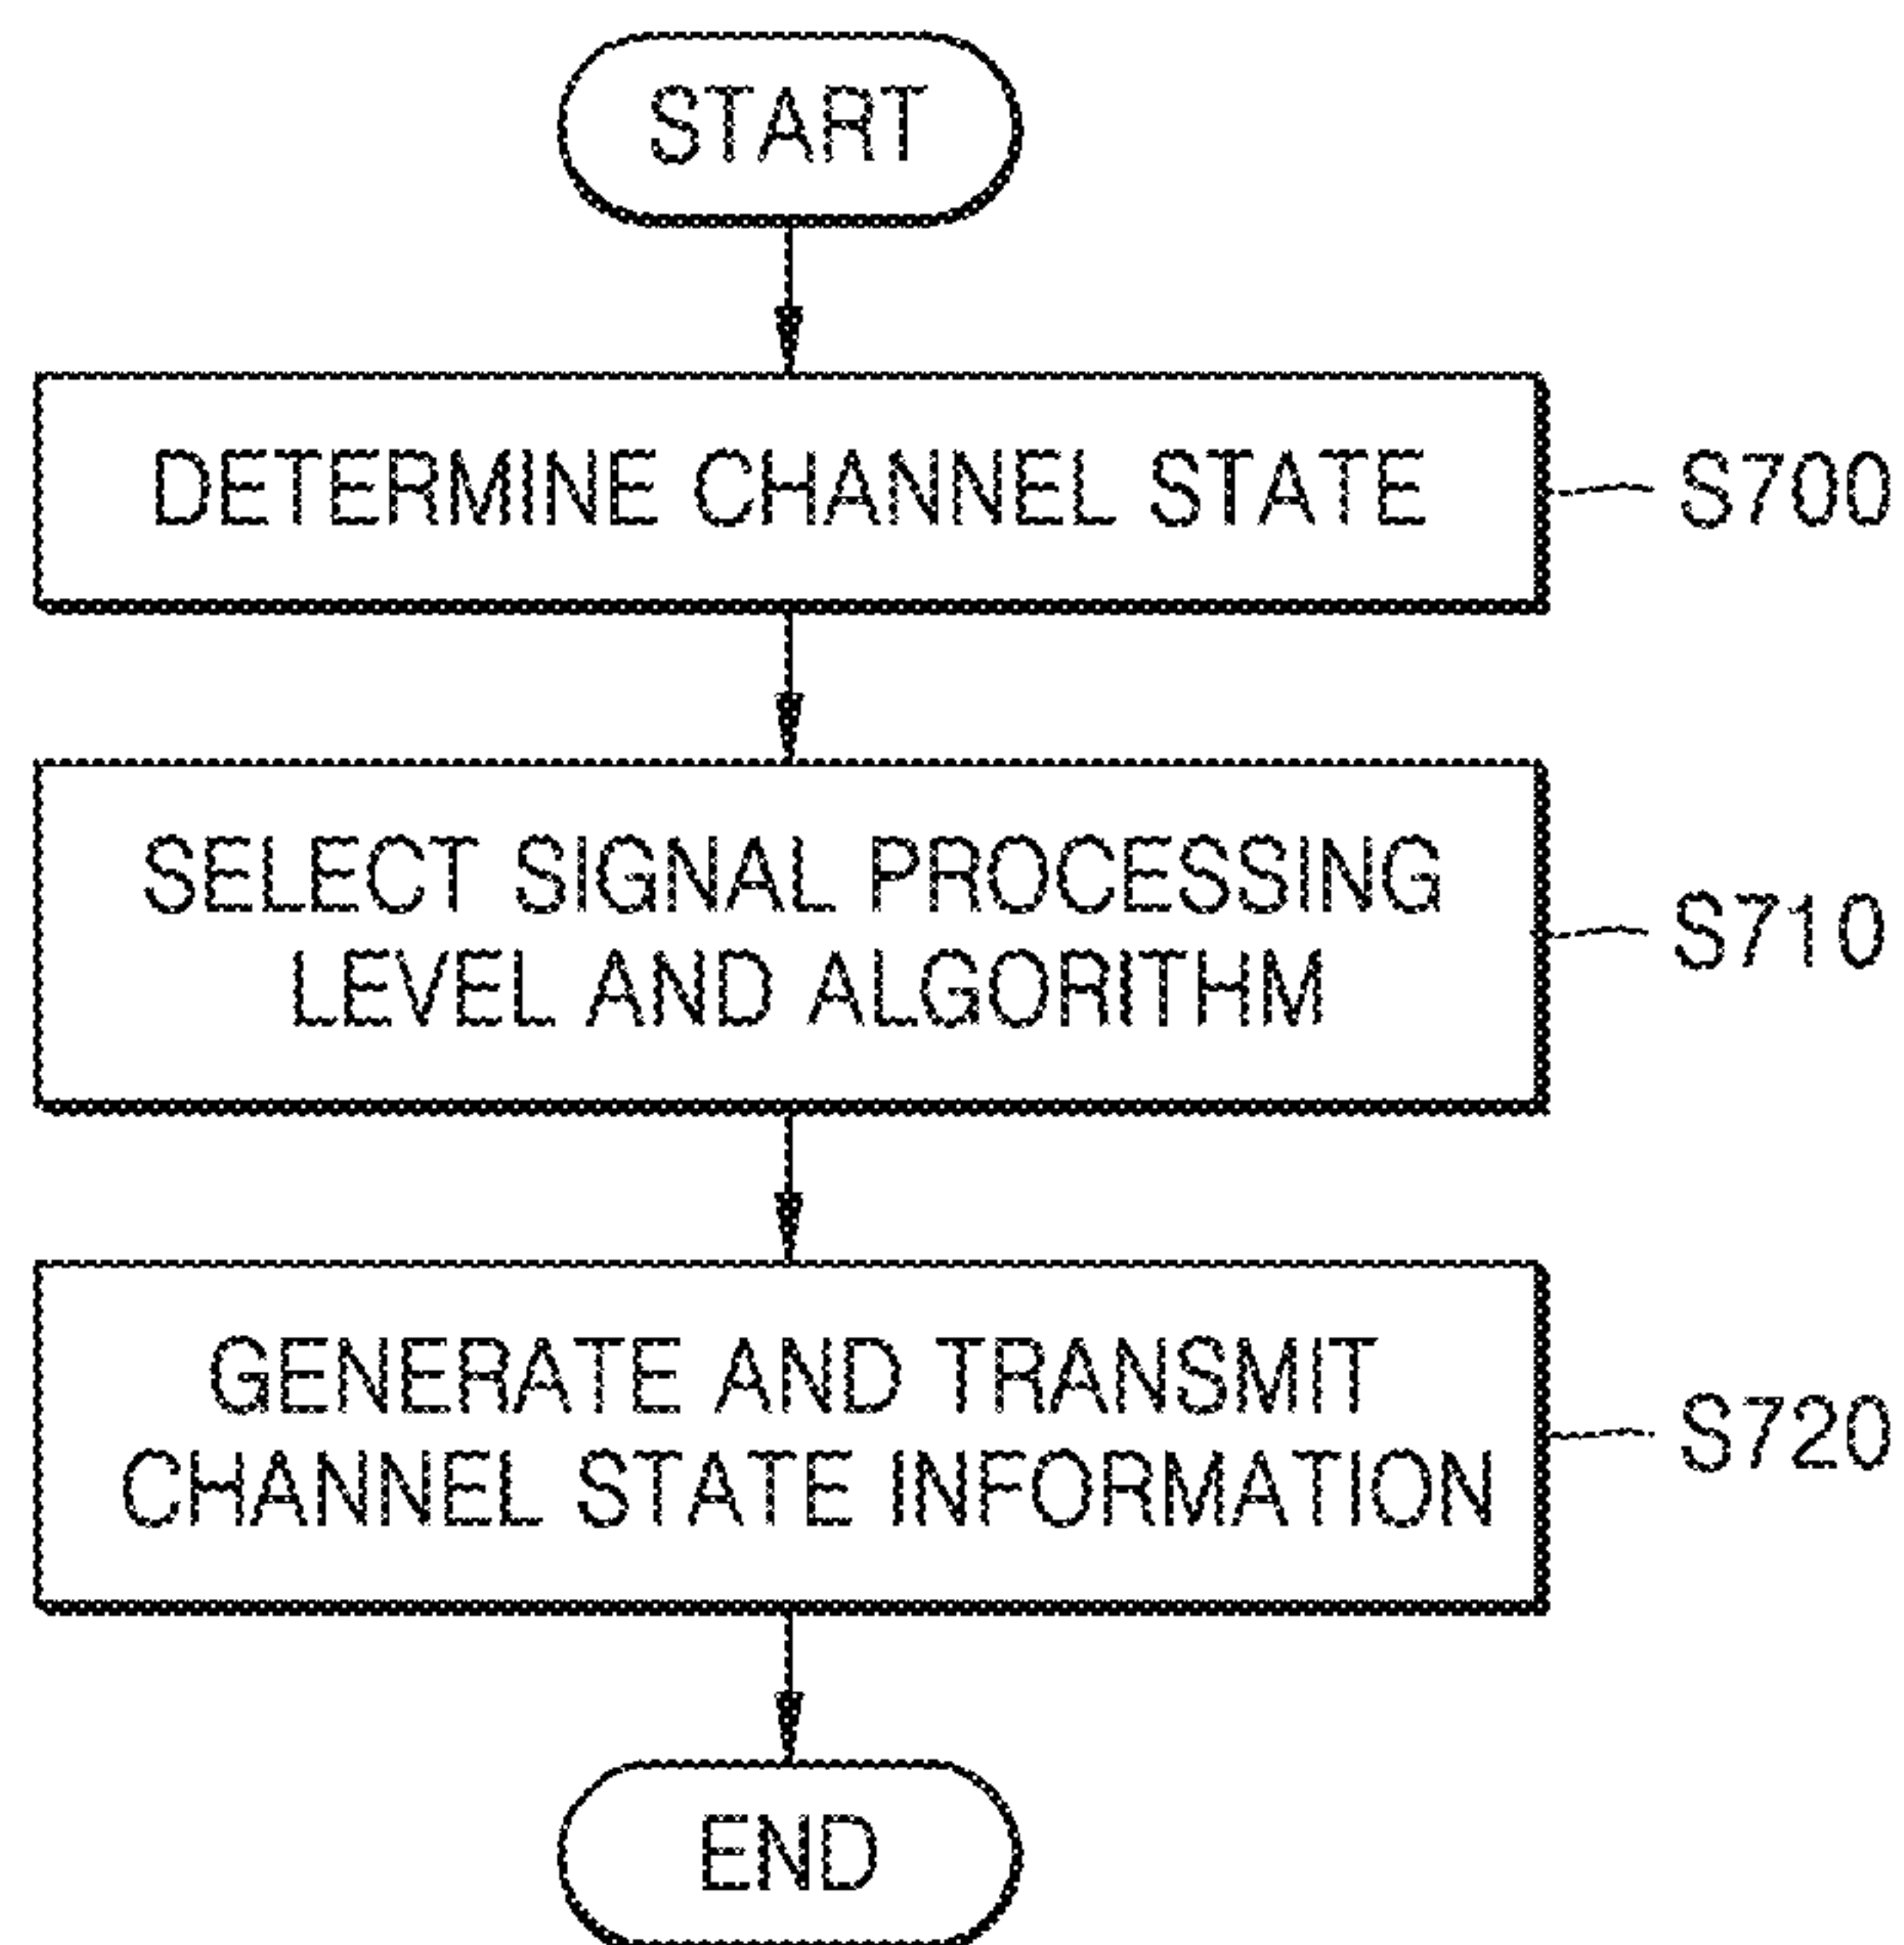 START
DETERMINE CHANNEL STATE
S700
SELECT SIGNAL PROCESSING
LEVEL AND ALGORITHM
S710
GENERATE AND TRANSMIT
CHANNEL STATE INFORMATION
S720
END